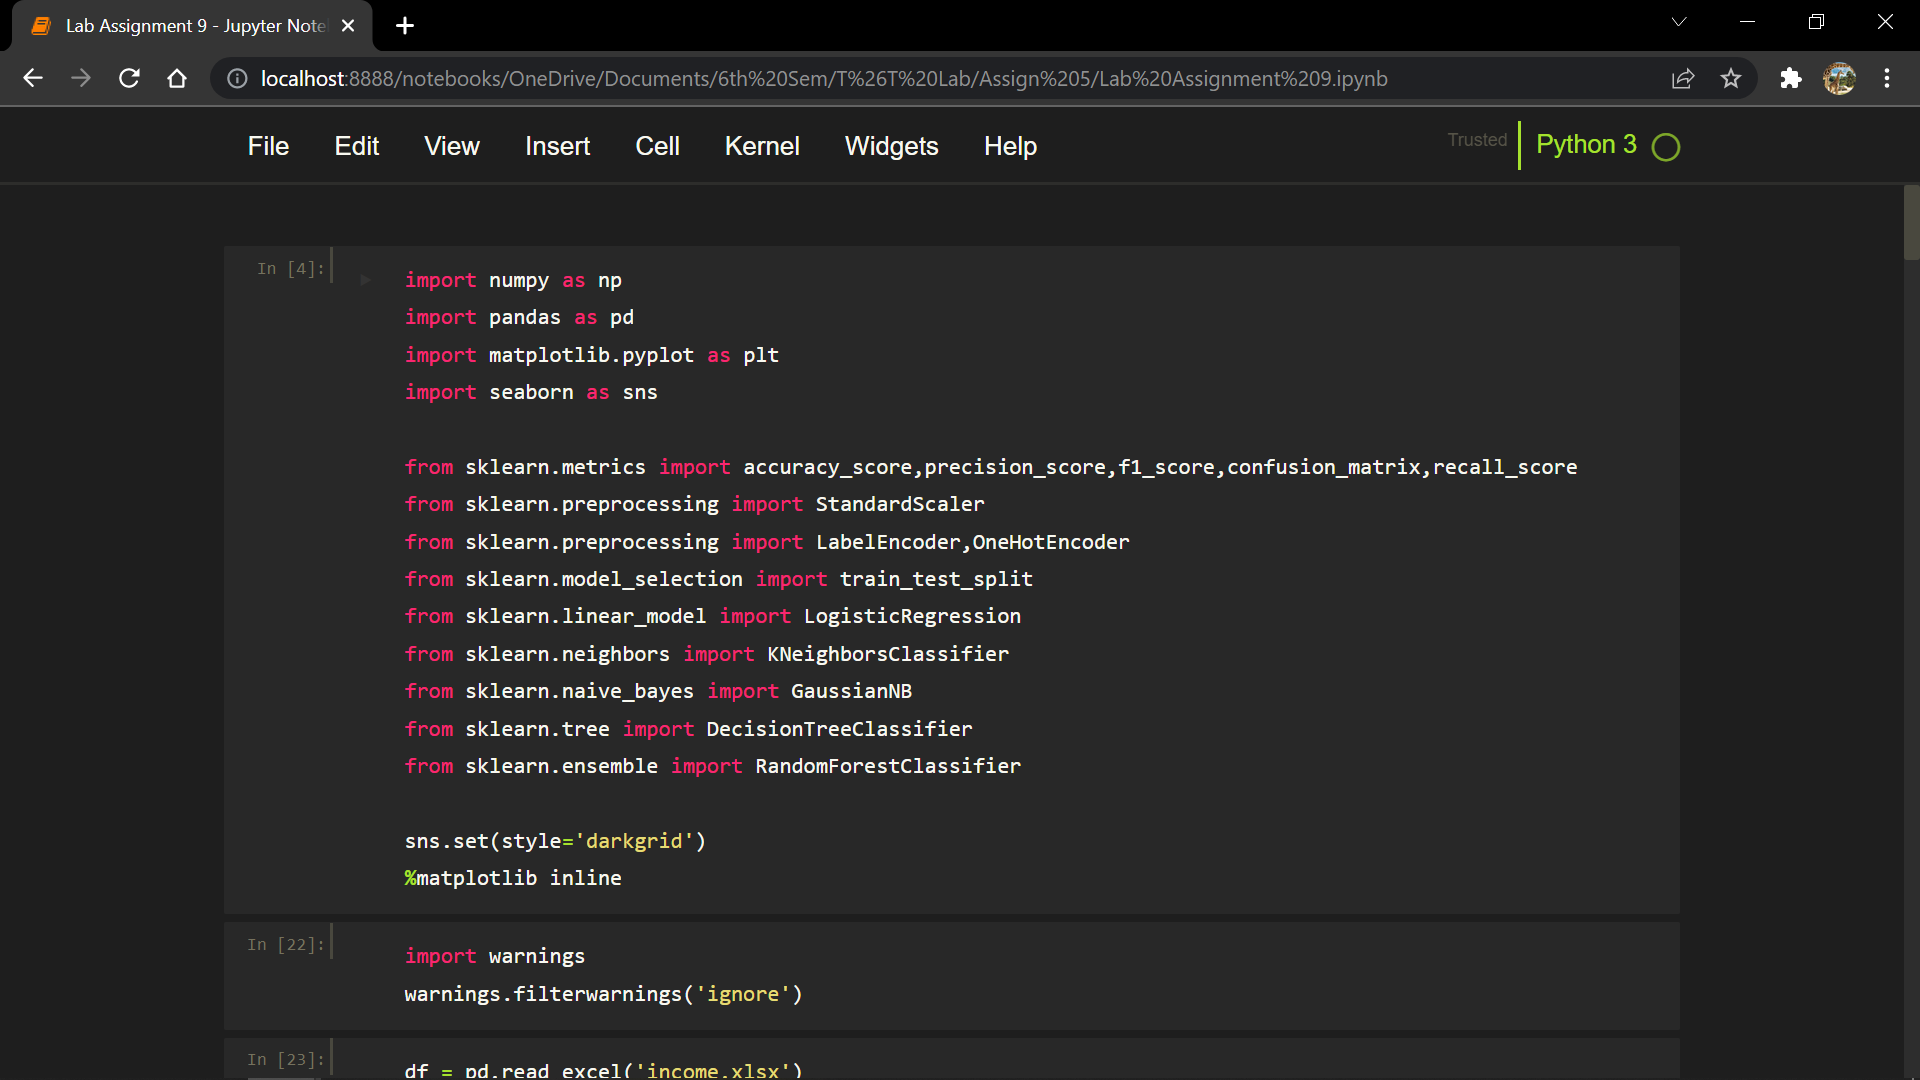 Lab Assignment 9 - Jupyter Note
localhost:8888/notebooks/OneDrive/Documents/6th%20Sem/T%26T%20Lab/Assign%205/Lab%20Assignment%209.ipynb
File Edit View Insert Cell Kernel Widgets Help Trusted Python 3
In [4]:
import numpy as np
import pandas as pd
import matplotlib.pyplot as plt
import seaborn as sns
from sklearn.metrics import accuracy_score,precision_score,f1_score,confusion_matrix,recall_score
from sklearn.preprocessing import StandardScaler
from sklearn.preprocessing import LabelEncoder,OneHotEncoder
from sklearn.model_selection import train_test_split
from sklearn.linear_model import LogisticRegression
from sklearn.neighbors import KNeighborsClassifier
from sklearn.naive_bayes import GaussianNB
from sklearn.tree import DecisionTreeClassifier
from sklearn.ensemble import RandomForestClassifier
sns.set(style='darkgrid')
%matplotlib inline
In [22]:
import warnings
warnings.filterwarnings('ignore')
In [23]:
df = pd.read_excel('income.xlsx')